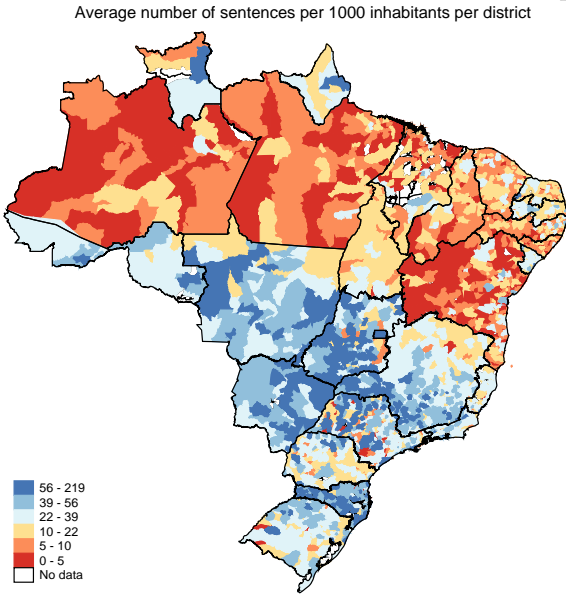 Average number of sentences per 1000 inhabitants per district
56 - 219
39 - 56
22 - 39
10 - 22
5 - 10
0 - 5
No data